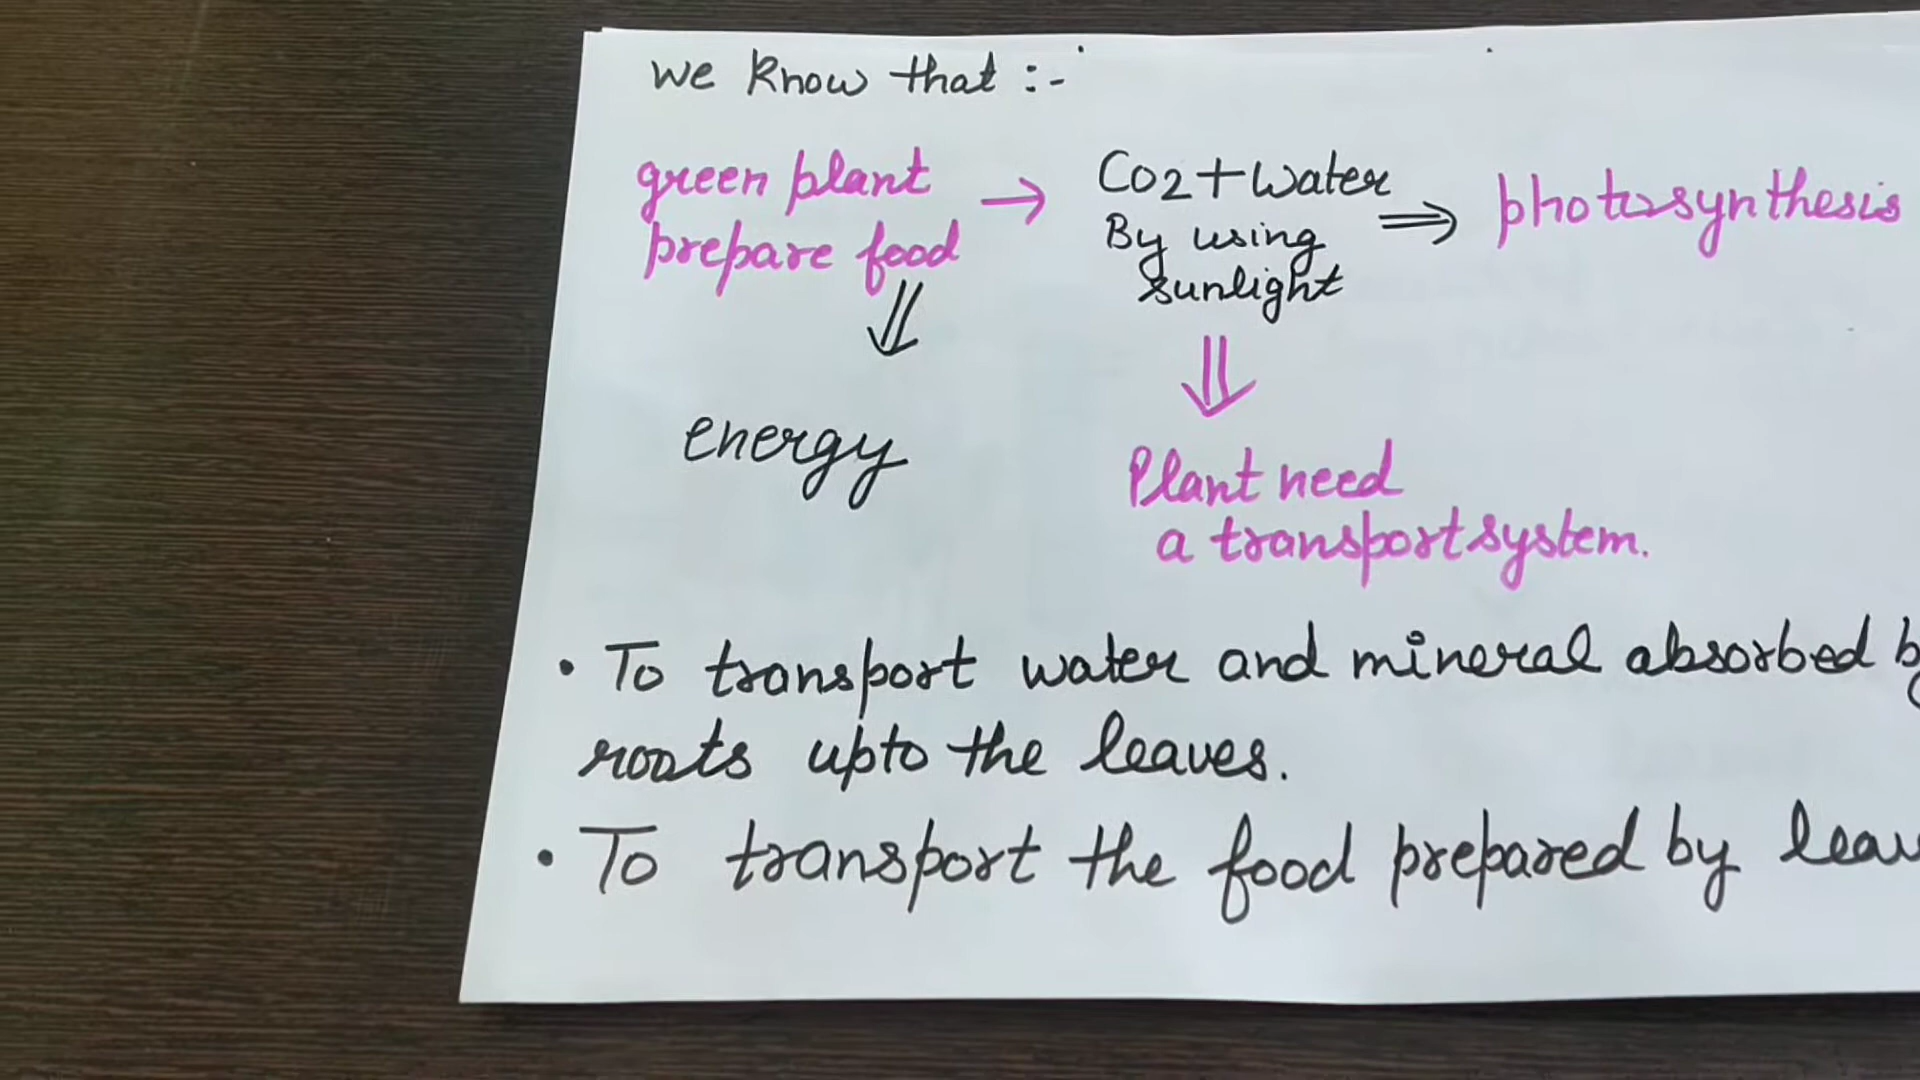 we know that :-
green plant → Co2+water ⇒ photosynthesis
prepare food By using
sunlight
energy
Plant need
a transport system.
• To transport water and mineral absorbed
roots upto the leaves.
• To transport the food prepared by